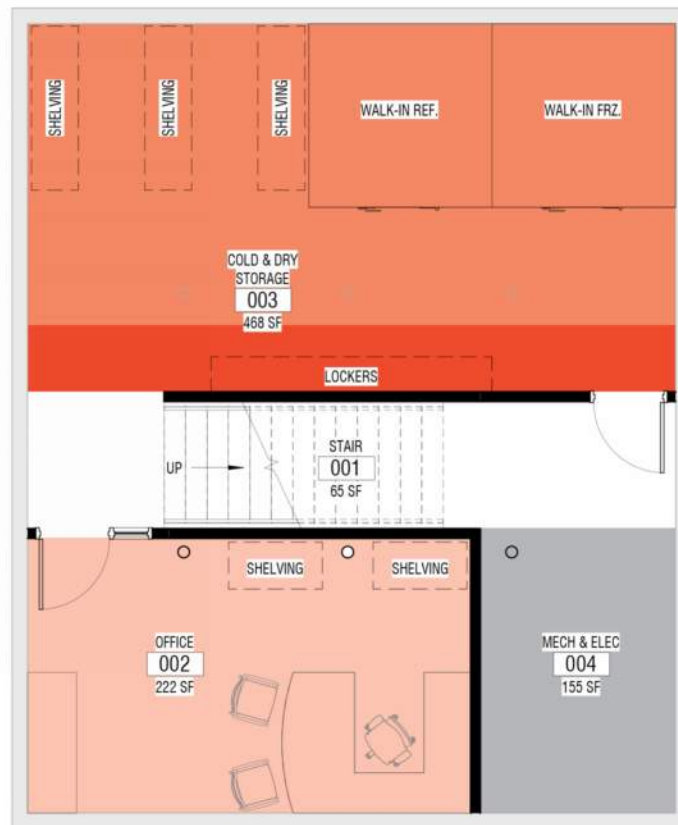 SHELVING
SHELVING
SHELVING
WALK-IN REF.
WALK-IN FRZ.
COLD & DRY
STORAGE
003
468 SF
LOCKERS
UP
STAIR
001
65 SF
SHELVING
SHELVING
OFFICE
002
222 SF
MECH & ELEC
004
155 SF